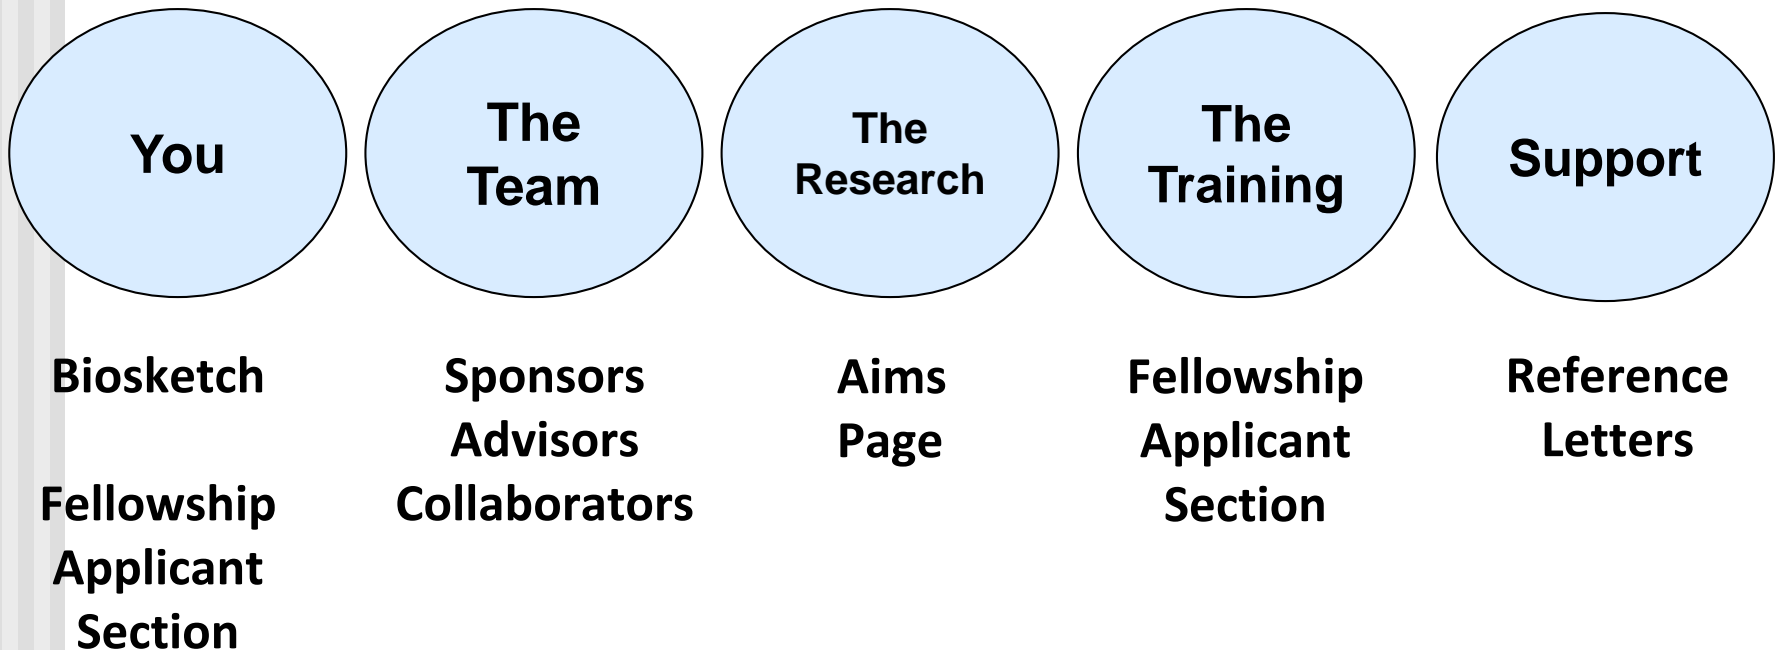 You
The
Team
The
Research
The
Training
Support
Biosketch
Fellowship
Applicant
Section
Sponsors
Advisors
Collaborators
Aims
Page
Fellowship
Applicant
Section
Reference
Letters